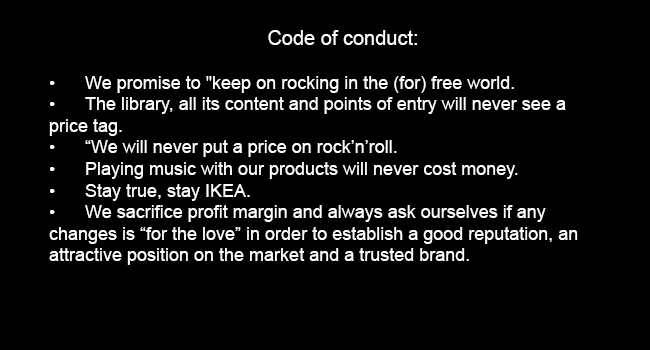 Code of conduct:
• We promise to "keep on rocking in the (for) free world.
• The library, all its content and points of entry will never see a
price tag.
• “We will never put a price on rock’n’roll.
• Playing music with our products will never cost money.
• Stay true, stay IKEA.
• We sacrifice profit margin and always ask ourselves if any
changes is “for the love” in order to establish a good reputation, an
attractive position on the market and a trusted brand.